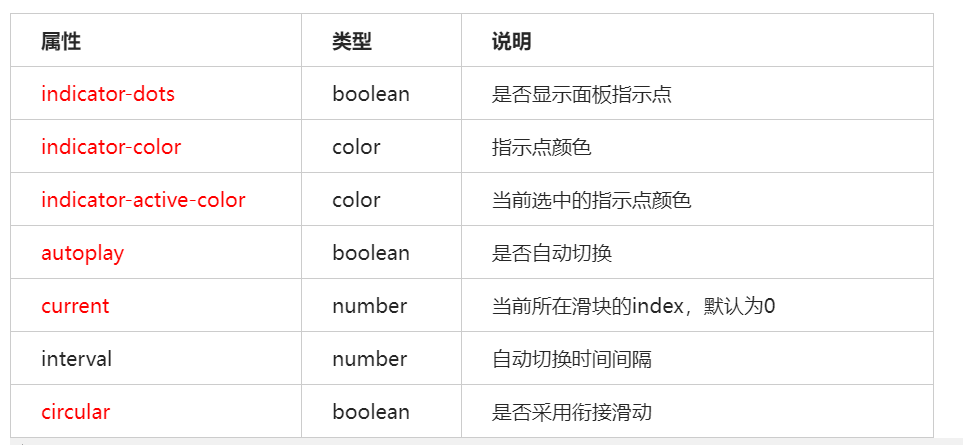 属性 类型 说明
indicator-dots boolean 是否显示面板指示点
indicator-color color 指示点颜色
indicator-active-color color 当前选中的指示点颜色
autoplay boolean 是否自动切换
current number 当前所在滑块的index，默认为0
interval number 自动切换时间间隔
circular boolean 是否采用衔接滑动